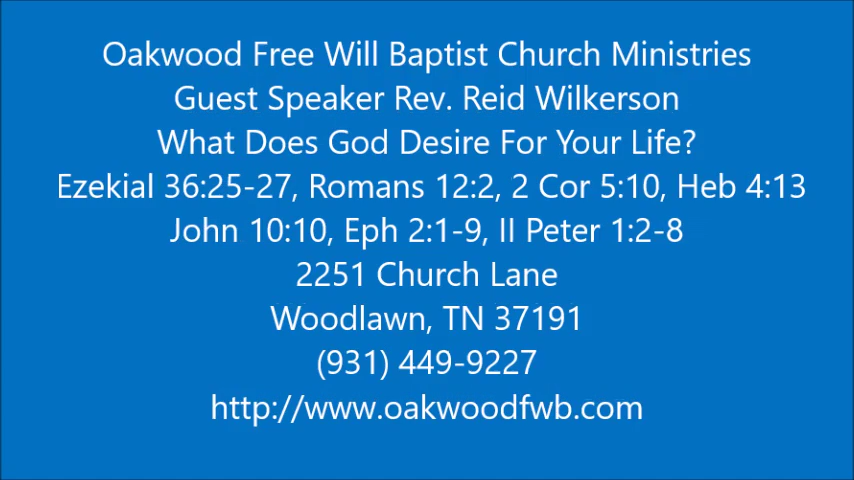 Oakwood Free Will Baptist Church Ministries
Guest Speaker Rev. Reid Wilkerson
What Does God Desire For Your Life?
Ezekial 36:25-27, Romans 12:2, 2 Cor 5:10, Heb 4:13
John 10:10, Eph 2:1-9, II Peter 1:2-8
2251 Church Lane
Woodlawn, TN 37191
(931) 449-9227
http://www.oakwoodfwb.com